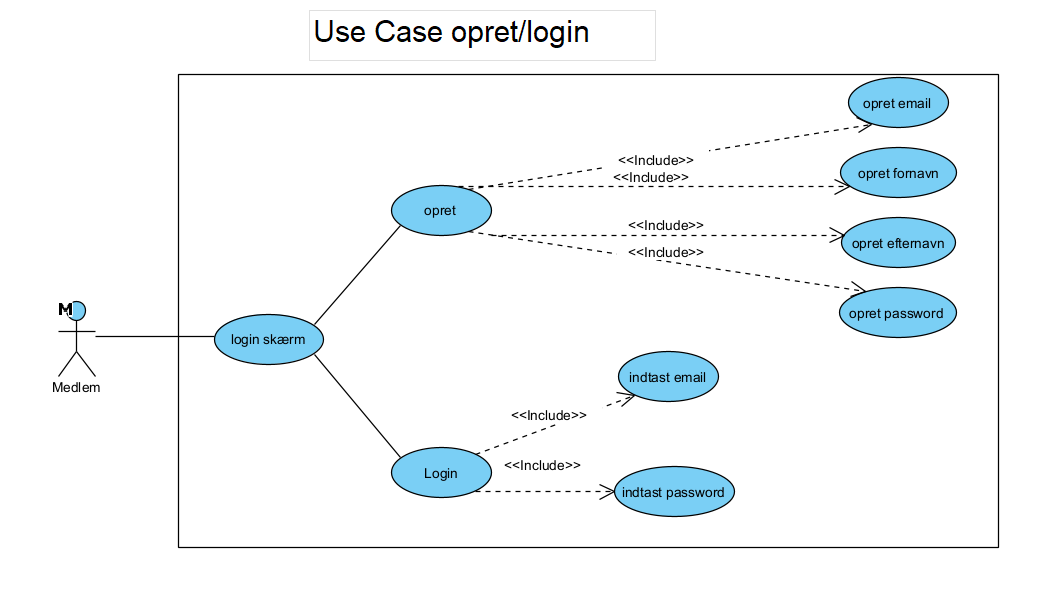 Use Case opret/login
opret email
<<Include>>
opret fornavn
<<Include>>
opret
<<Include>>
opret efternavn
<<Include>>
opret password
M
login skærm
Medlem
indtast email
<<Include>>
Login
<<Include>>
indtast password